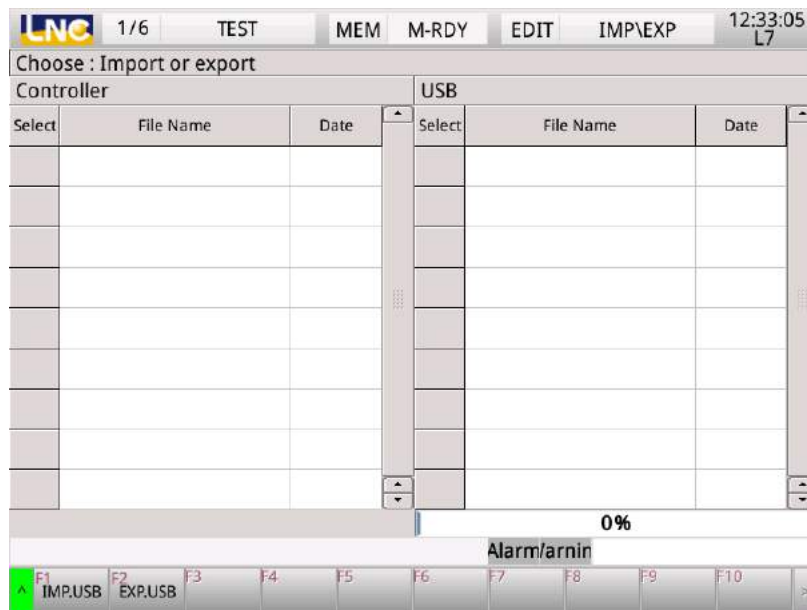 LNC 1/6 TEST MEM M-RDY EDIT IMP\EXP 12:33:05
L7
Choose : Import or export
Controller USB
Select File Name Date Select File Name Date
0%
Alarm/arnin
^ F1 IMP.USB F2 EXP.USB F3 F4 F5 F6 F7 F8 F9 F10 >